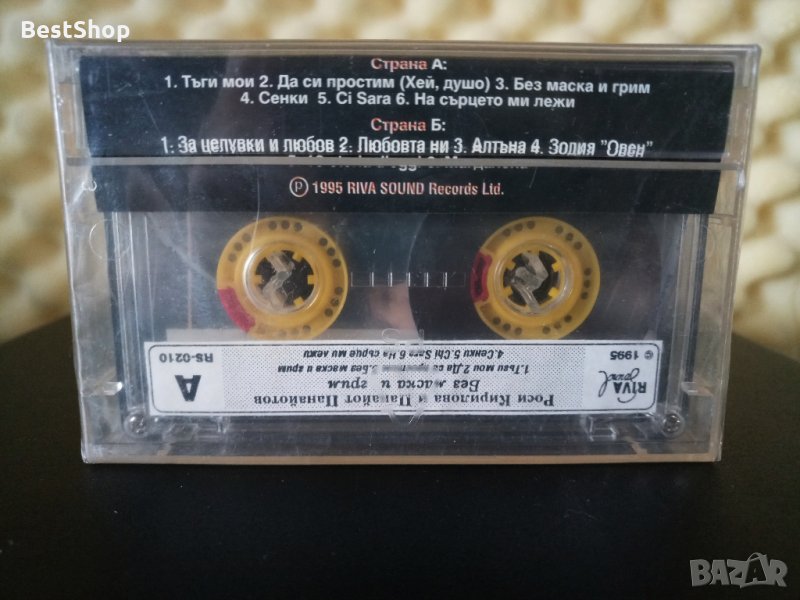 BestShop
Страна А:
1. Тъги мои 2. Да си простим (Хей, душо) 3. Без маска и грим
4. Сенки 5. Ci Sara 6. На сърцето ми лежи
Страна Б:
1. За целувки и любов 2. Любовта ни 3. Алтъна 4. Зодия "Овен"
Ⓟ 1995 RIVA SOUND Records Ltd.
RIVA sound
© 1995
Роси Кирилова и Панайот Панайотов
Без маска и грим
1.Тъги мои 2.Да си простим 3.Без маска грим
4.Сенки 5.Chi Sara 6 На сърце ми лежи
A
RS-0210
BAZAR